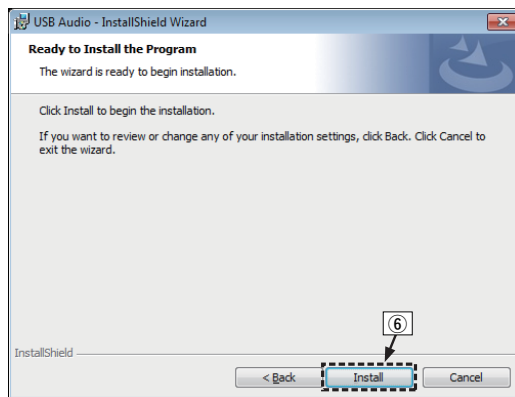 USB Audio - InstallShield Wizard
Ready to Install the Program
The wizard is ready to begin installation.
Click Install to begin the installation.
If you want to review or change any of your installation settings, click Back. Click Cancel to
exit the wizard.
⑥
InstallShield
< Back Install Cancel